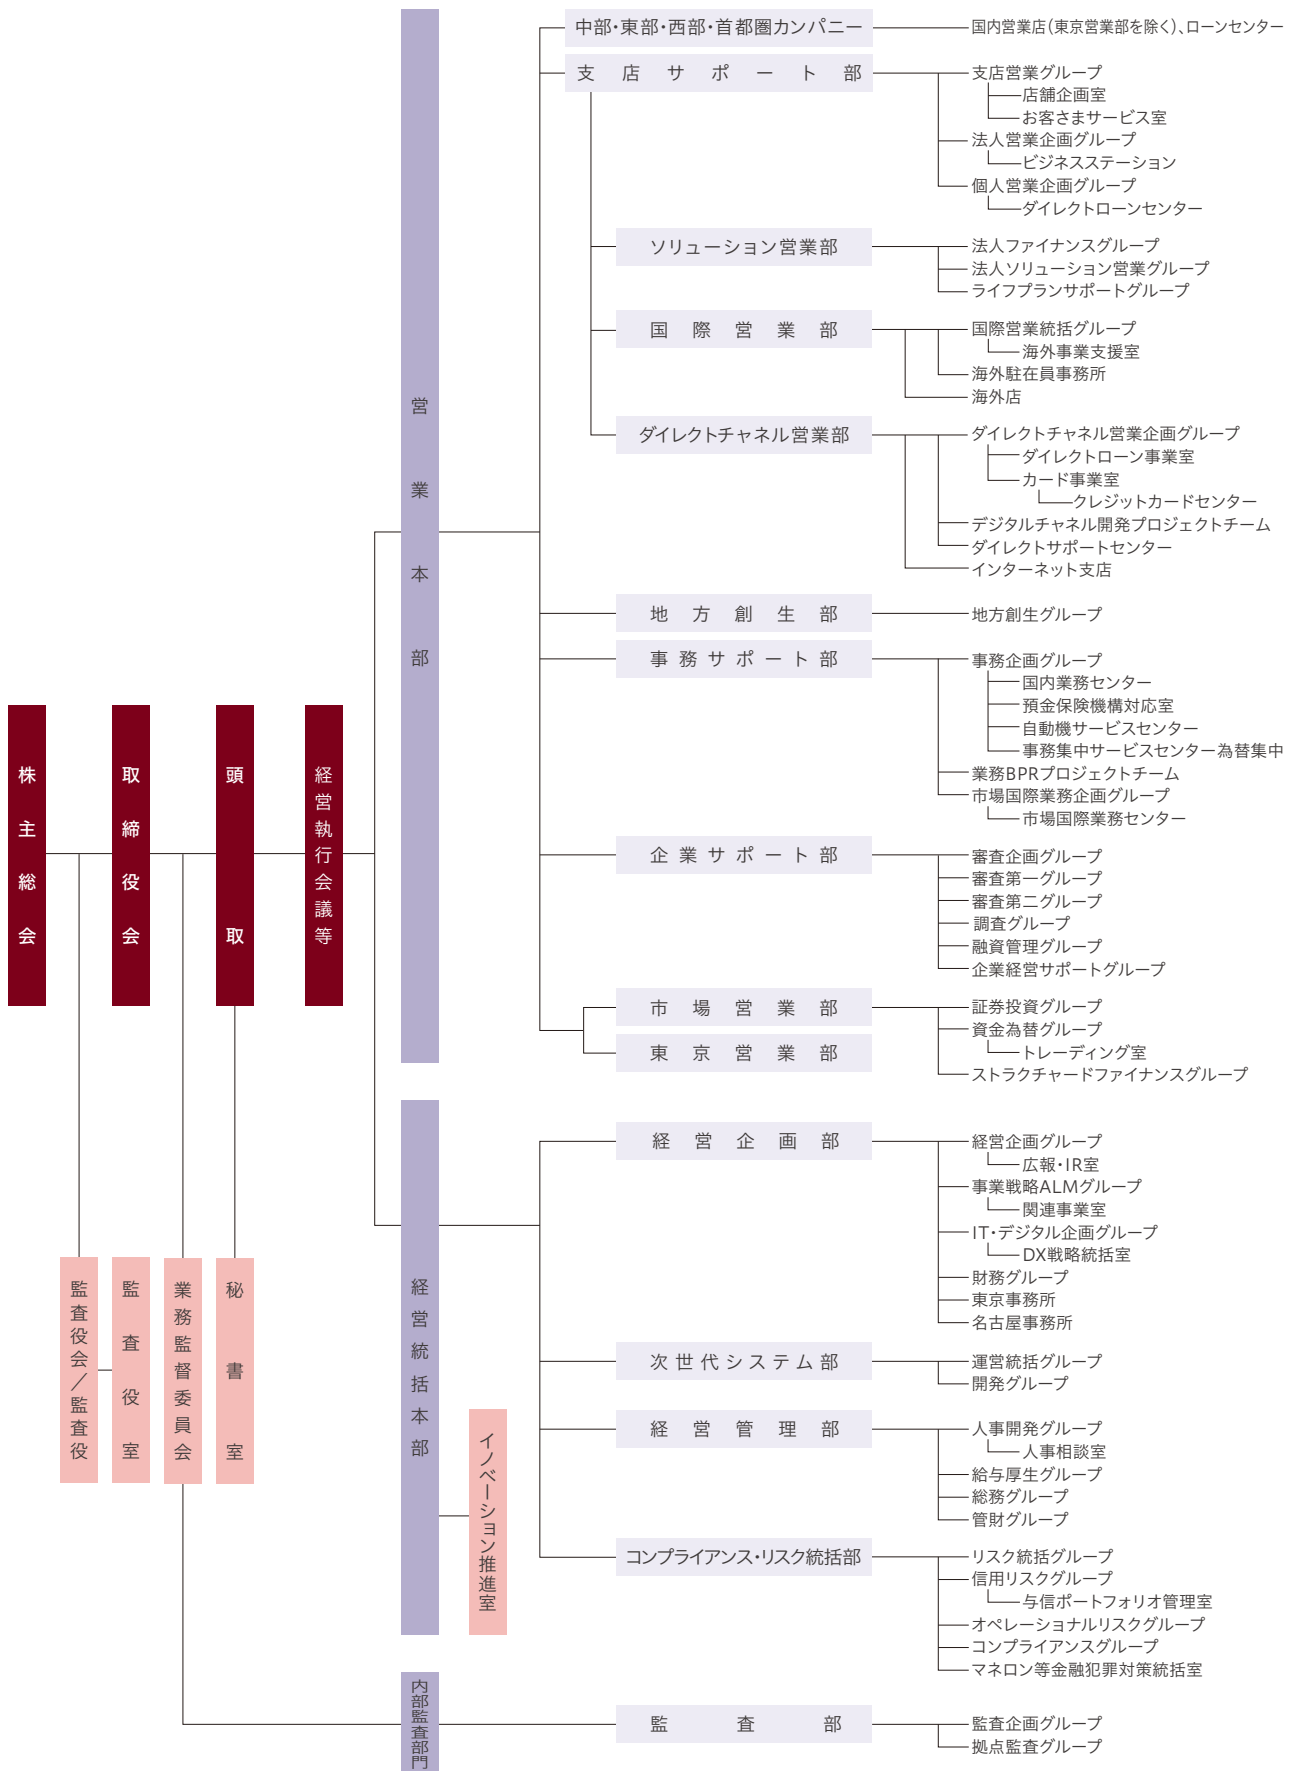 株主総会
取締役会
頭取
経営執行会議等
監査役会／監査役
監査役室
業務監督委員会
秘書室
営業本部
中部・東部・西部・首都圏カンパニー
国内営業店（東京営業部を除く）、ローンセンター
支店サポート部
支店営業グループ
店舗企画室
お客さまサービス室
法人営業企画グループ
ビジネスステーション
個人営業企画グループ
ダイレクトローンセンター
ソリューション営業部
法人ファイナンスグループ
法人ソリューション営業グループ
ライフプランサポートグループ
国際営業部
国際営業統括グループ
海外事業支援室
海外駐在員事務所
海外店
ダイレクトチャネル営業部
ダイレクトチャネル営業企画グループ
ダイレクトローン事業室
カード事業室
クレジットカードセンター
デジタルチャネル開発プロジェクトチーム
ダイレクトサポートセンター
インターネット支店
地方創生部
地方創生グループ
事務サポート部
事務企画グループ
国内業務センター
預金保険機構対応室
自動機サービスセンター
事務集中サービスセンター為替集中
業務BPRプロジェクトチーム
市場国際業務企画グループ
市場国際業務センター
企業サポート部
審査企画グループ
審査第一グループ
審査第二グループ
調査グループ
融資管理グループ
企業経営サポートグループ
市場営業部
証券投資グループ
資金為替グループ
トレーディング室
ストラクチャードファイナンスグループ
東京営業部
経営統括本部
イノベーション推進室
経営企画部
経営企画グループ
広報・IR室
事業戦略ALMグループ
関連事業室
IT・デジタル企画グループ
DX戦略統括室
財務グループ
東京事務所
名古屋事務所
次世代システム部
運営統括グループ
開発グループ
経営管理部
人事開発グループ
人事相談室
給与厚生グループ
総務グループ
管財グループ
コンプライアンス・リスク統括部
リスク統括グループ
信用リスクグループ
与信ポートフォリオ管理室
オペレーショナルリスクグループ
コンプライアンスグループ
マネロン等金融犯罪対策統括室
内部監査部門
監査部
監査企画グループ
拠点監査グループ